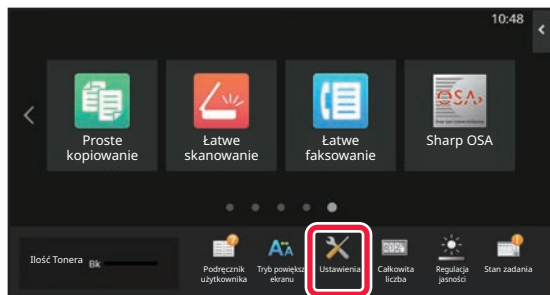 10:48
Proste
kopiowanie
Łatwe
skanowanie
Łatwe
faksowanie
OSA
Sharp OSA
Ilość Tonera
Bk
Podręcznik
użytkownika
Tryb powiększ
ekranu
Ustawienia
Całkowita
liczba
Regulacja
jasności
Stan zadania